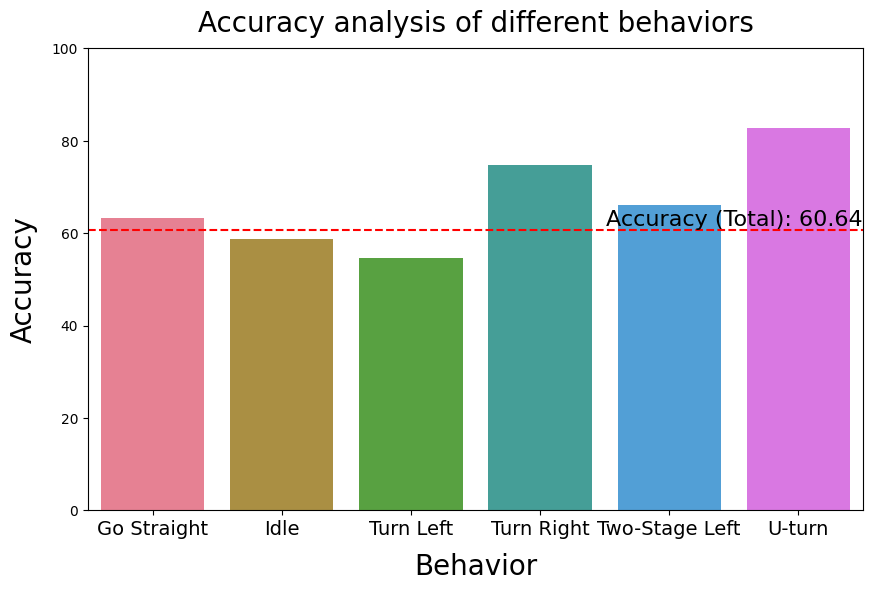 Accuracy analysis of different behaviors
Accuracy
100
80
60
40
20
0
Accuracy (Total): 60.64
Go Straight
Idle
Turn Left
Turn Right
Two-Stage Left
U-turn
Behavior